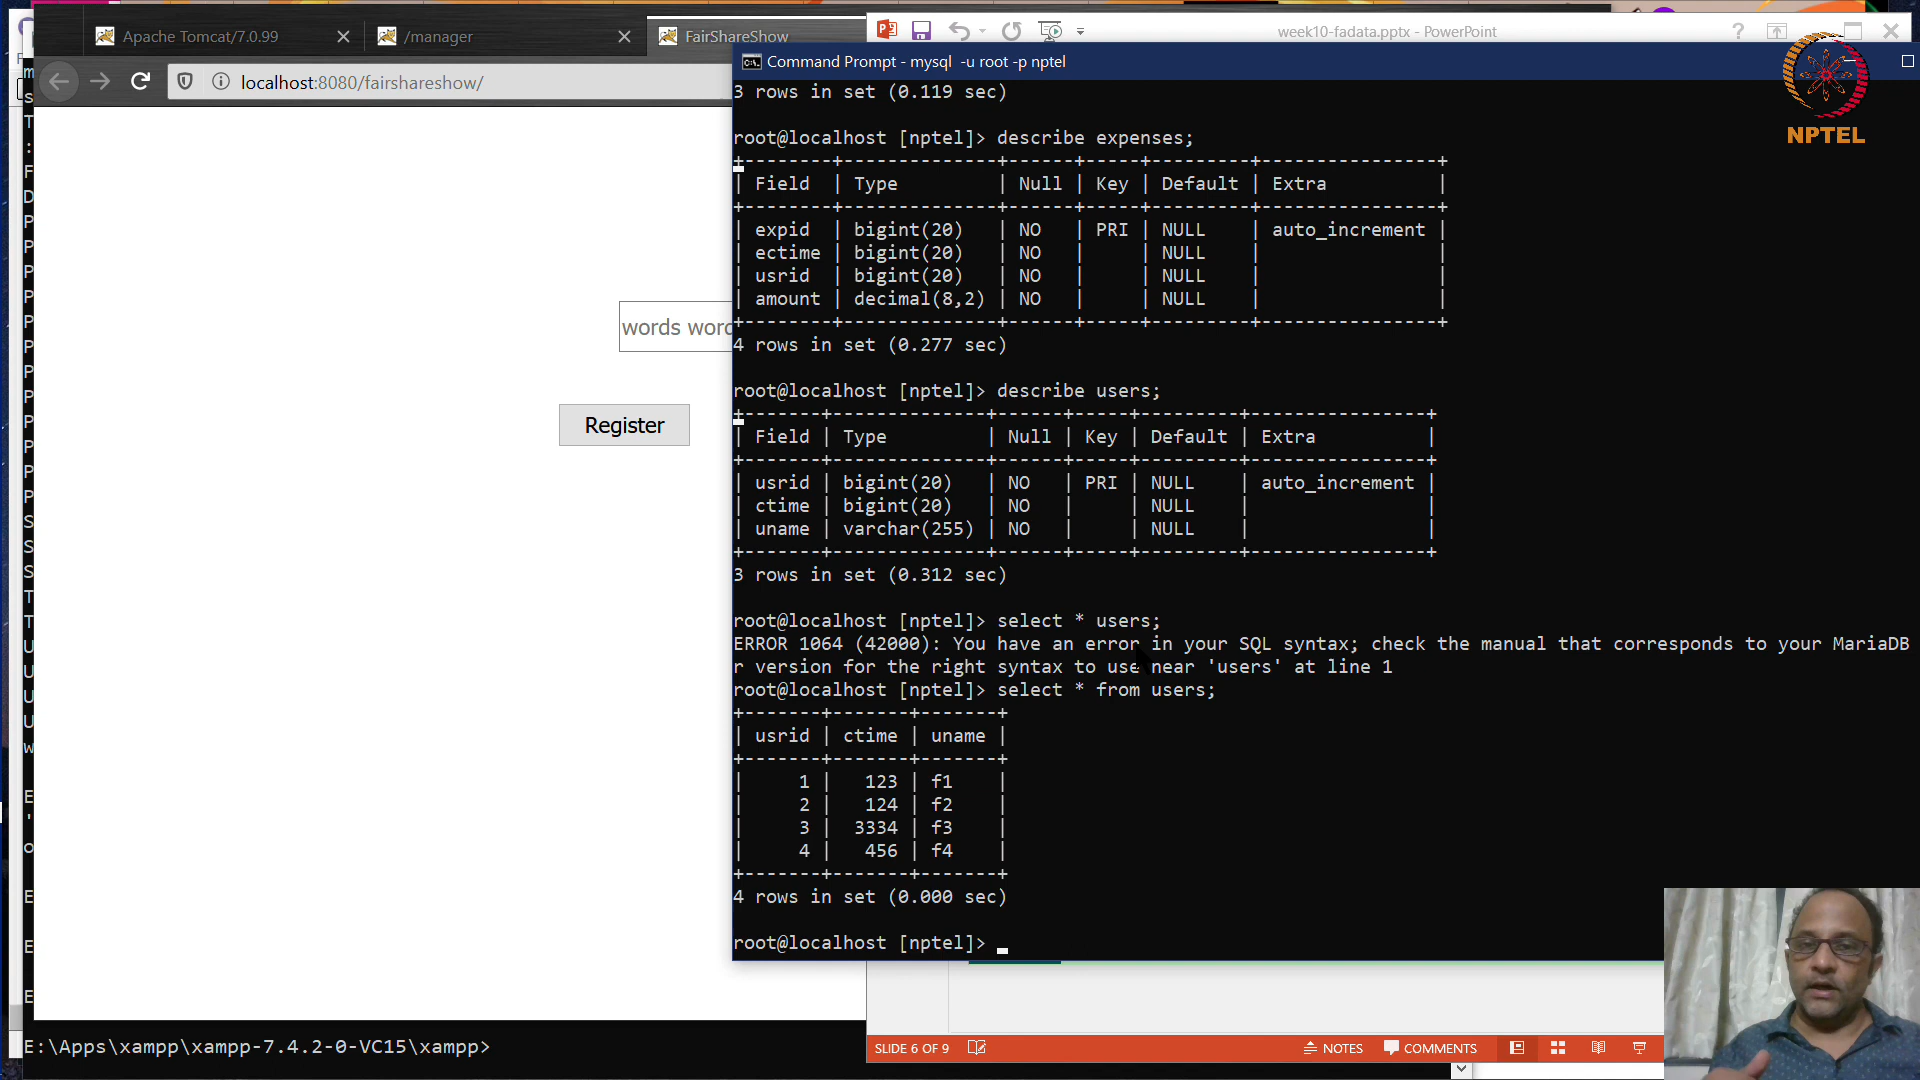 Apache Tomcat/7.0.99
/manager
FairShareShow
week10-fadata.pptx - PowerPoint
localhost:8080/fairshareshow/
Command Prompt - mysql -u root -p nptel
NPTEL
3 rows in set (0.119 sec)
root@localhost [nptel]> describe expenses;
+--------+--------------+------+-----+---------+----------------+
| Field | Type | Null | Key | Default | Extra |
+--------+--------------+------+-----+---------+----------------+
| expid | bigint(20) | NO | PRI | NULL | auto_increment |
| ectime | bigint(20) | NO | | NULL | |
| usrid | bigint(20) | NO | | NULL | |
| amount | decimal(8,2) | NO | | NULL | |
+--------+--------------+------+-----+---------+----------------+
4 rows in set (0.277 sec)
words word
Register
root@localhost [nptel]> describe users;
+-------+--------------+------+-----+---------+----------------+
| Field | Type | Null | Key | Default | Extra |
+-------+--------------+------+-----+---------+----------------+
| usrid | bigint(20) | NO | PRI | NULL | auto_increment |
| ctime | bigint(20) | NO | | NULL | |
| uname | varchar(255) | NO | | NULL | |
+-------+--------------+------+-----+---------+----------------+
3 rows in set (0.312 sec)
root@localhost [nptel]> select * users;
ERROR 1064 (42000): You have an error in your SQL syntax; check the manual that corresponds to your MariaDB
r version for the right syntax to use near 'users' at line 1
root@localhost [nptel]> select * from users;
+-------+-------+-------+
| usrid | ctime | uname |
+-------+-------+-------+
| 1 | 123 | f1 |
| 2 | 124 | f2 |
| 3 | 3334 | f3 |
| 4 | 456 | f4 |
+-------+-------+-------+
4 rows in set (0.000 sec)
root@localhost [nptel]>
E:\Apps\xampp\xampp-7.4.2-0-VC15\xampp>
SLIDE 6 OF 9
NOTES
COMMENTS